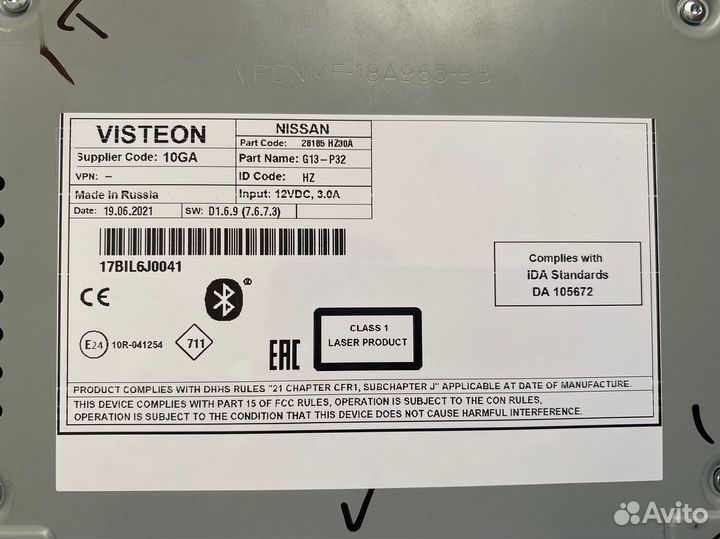 VPDNMF-18A965-BB
VISTEON
NISSAN
Part Code: 28185 HZ30A
Supplier Code: 10GA
Part Name: G13-P32
VPN: -
ID Code: HZ
Made in Russia
Input: 12VDC, 3.0A
Date: 19.06.2021
SW: D1.6.9 (7.6.7.3)
17BIL6J0041
Complies with
iDA Standards
DA 105672
CE
®
E24
10R-041254
711
EAC
CLASS 1
LASER PRODUCT
PRODUCT COMPLIES WITH DHHS RULES "21 CHAPTER CFR1, SUBCHAPTER J" APPLICABLE AT DATE OF MANUFACTURE.
THIS DEVICE COMPLIES WITH PART 15 OF FCC RULES, OPERATION IS SUBJECT TO THE CON RULES,
OPERATION IS SUBJECT TO THE CONDITION THAT THIS DEVICE DOES NOT CAUSE HARMFUL INTERFERENCE.
Avito